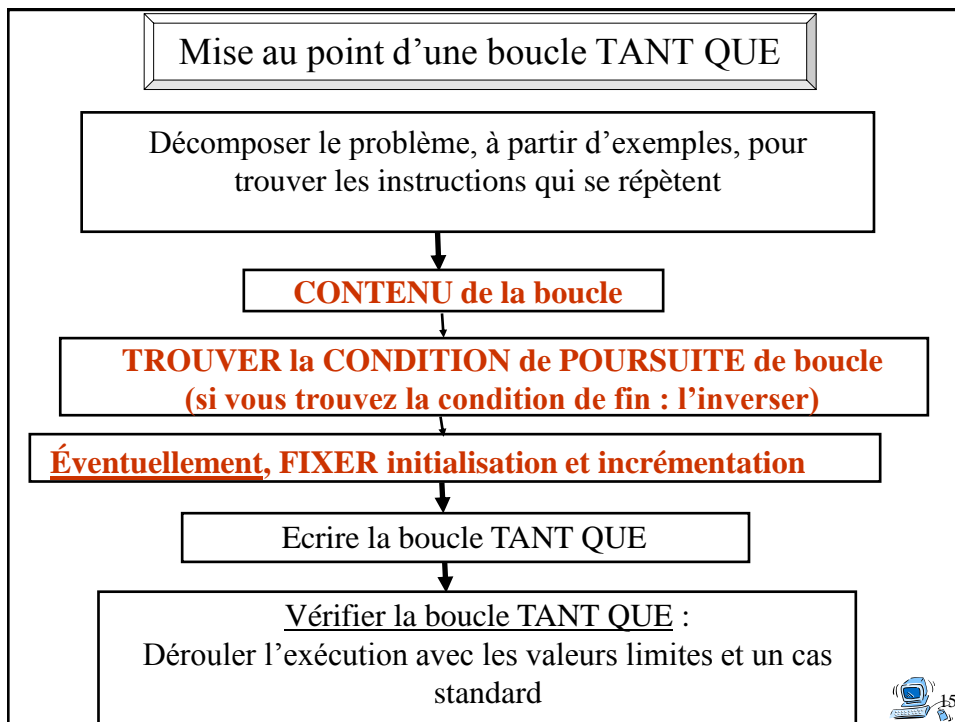 Mise au point d’une boucle TANT QUE
Décomposer le problème, à partir d’exemples, pour
trouver les instructions qui se répètent
CONTENU de la boucle
TROUVER la CONDITION de POURSUITE de boucle
(si vous trouvez la condition de fin : l’inverser)
Éventuellement, FIXER initialisation et incrémentation
Ecrire la boucle TANT QUE
Vérifier la boucle TANT QUE :
Dérouler l’exécution avec les valeurs limites et un cas
standard
15